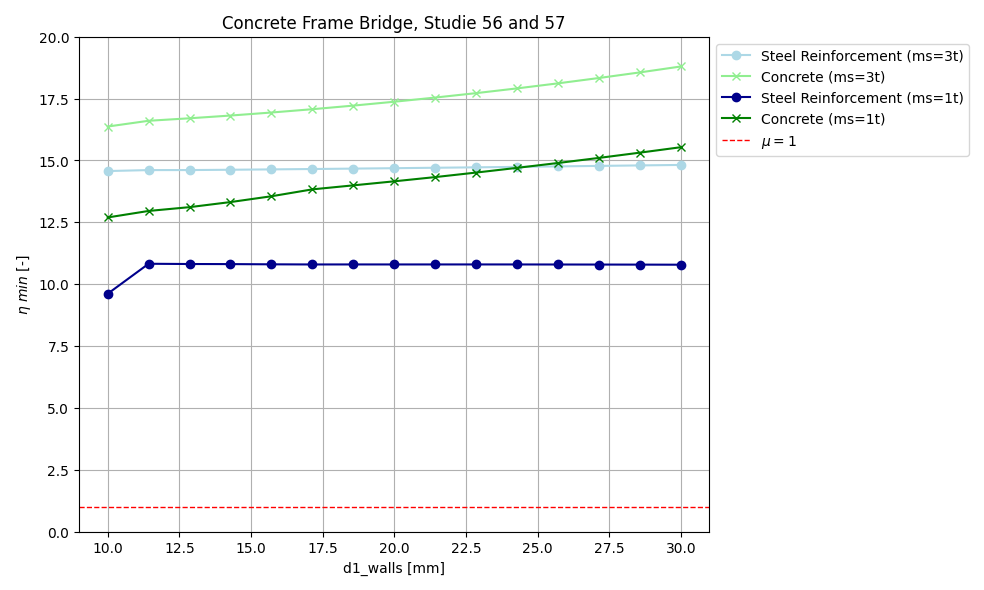 Concrete Frame Bridge, Studie 56 and 57
20.0
17.5
15.0
12.5
10.0
7.5
5.0
2.5
0.0
η min [-]
10.0 12.5 15.0 17.5 20.0 22.5 25.0 27.5 30.0
d1_walls [mm]
Steel Reinforcement (ms=3t)
Concrete (ms=3t)
Steel Reinforcement (ms=1t)
Concrete (ms=1t)
μ = 1